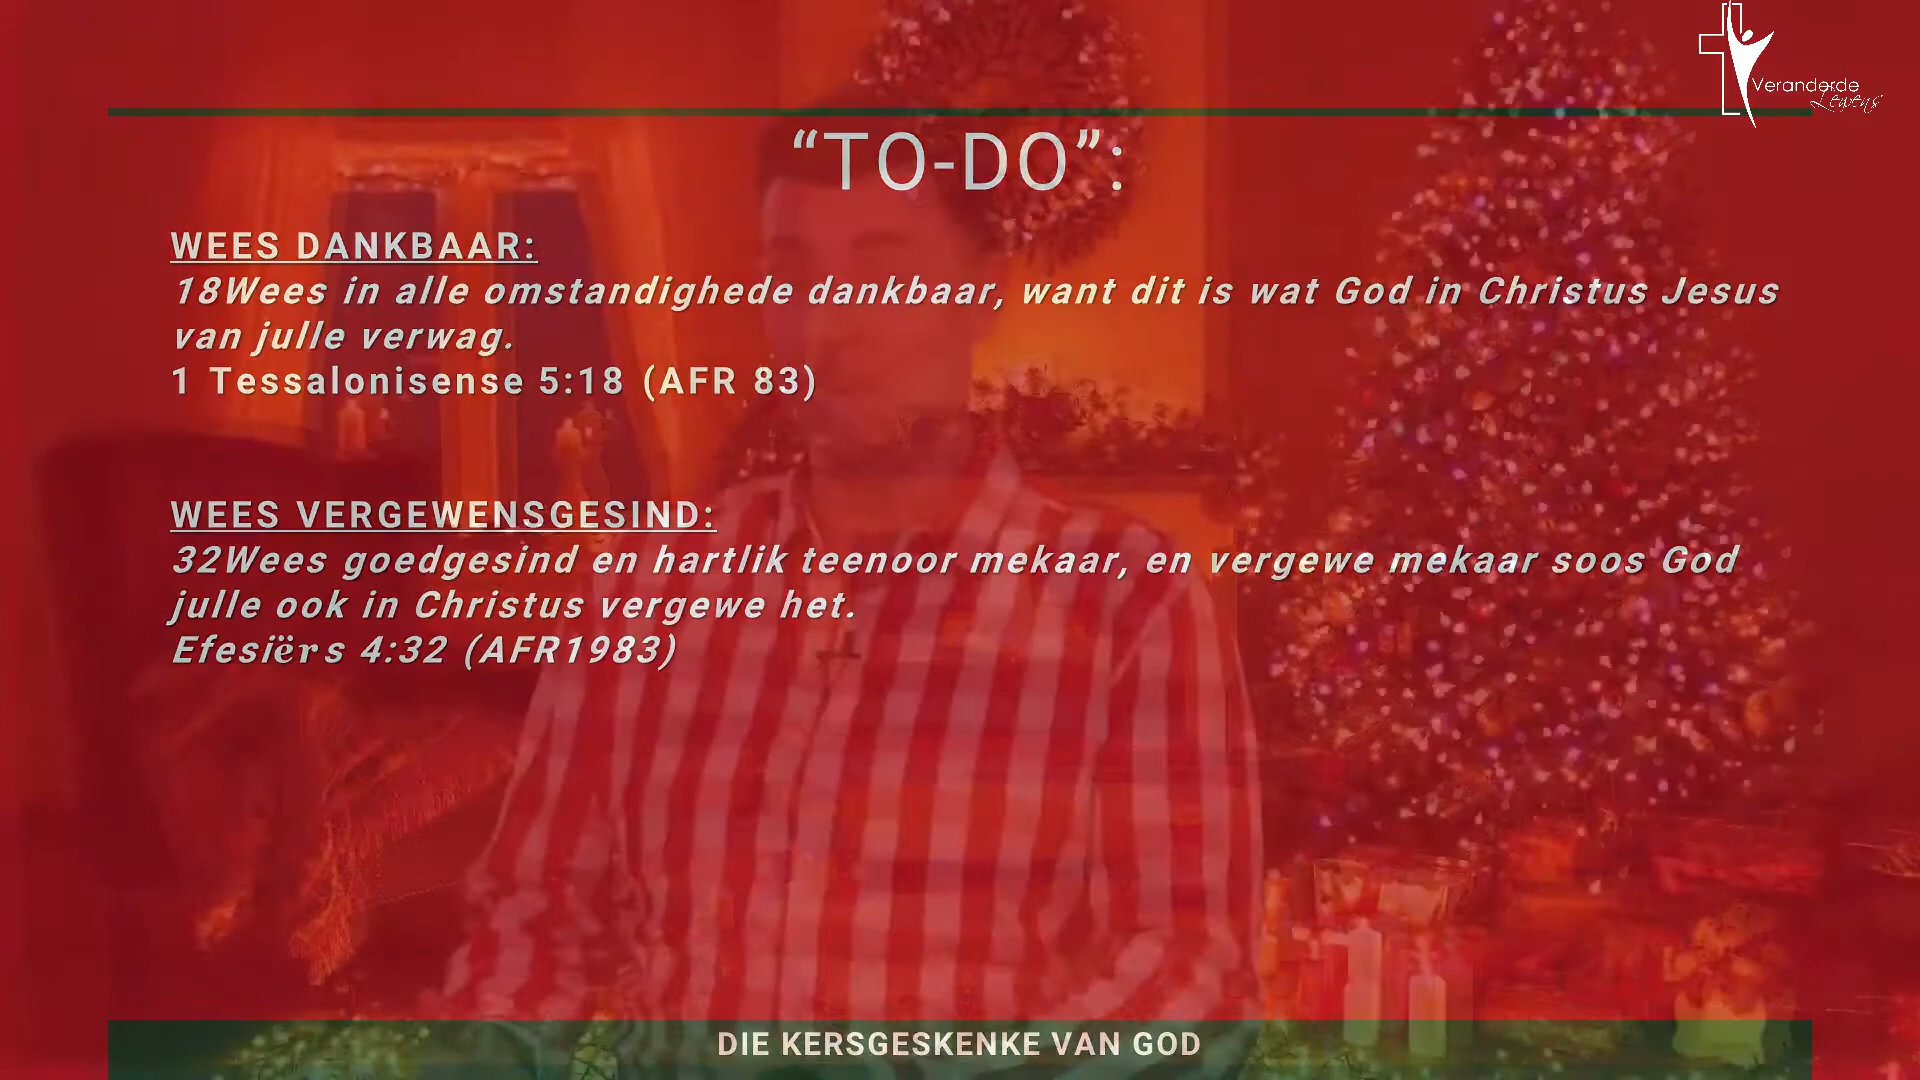 Veranderde
Lewens
“TO-DO”:
WEES DANKBAAR:
18Wees in alle omstandighede dankbaar, want dit is wat God in Christus Jesus
van julle verwag.
1 Tessalonisense 5:18 (AFR 83)
WEES VERGEWENSGESIND:
32Wees goedgesind en hartlik teenoor mekaar, en vergewe mekaar soos God
julle ook in Christus vergewe het.
Efesiërs 4:32 (AFR1983)
DIE KERSGESKENKE VAN GOD